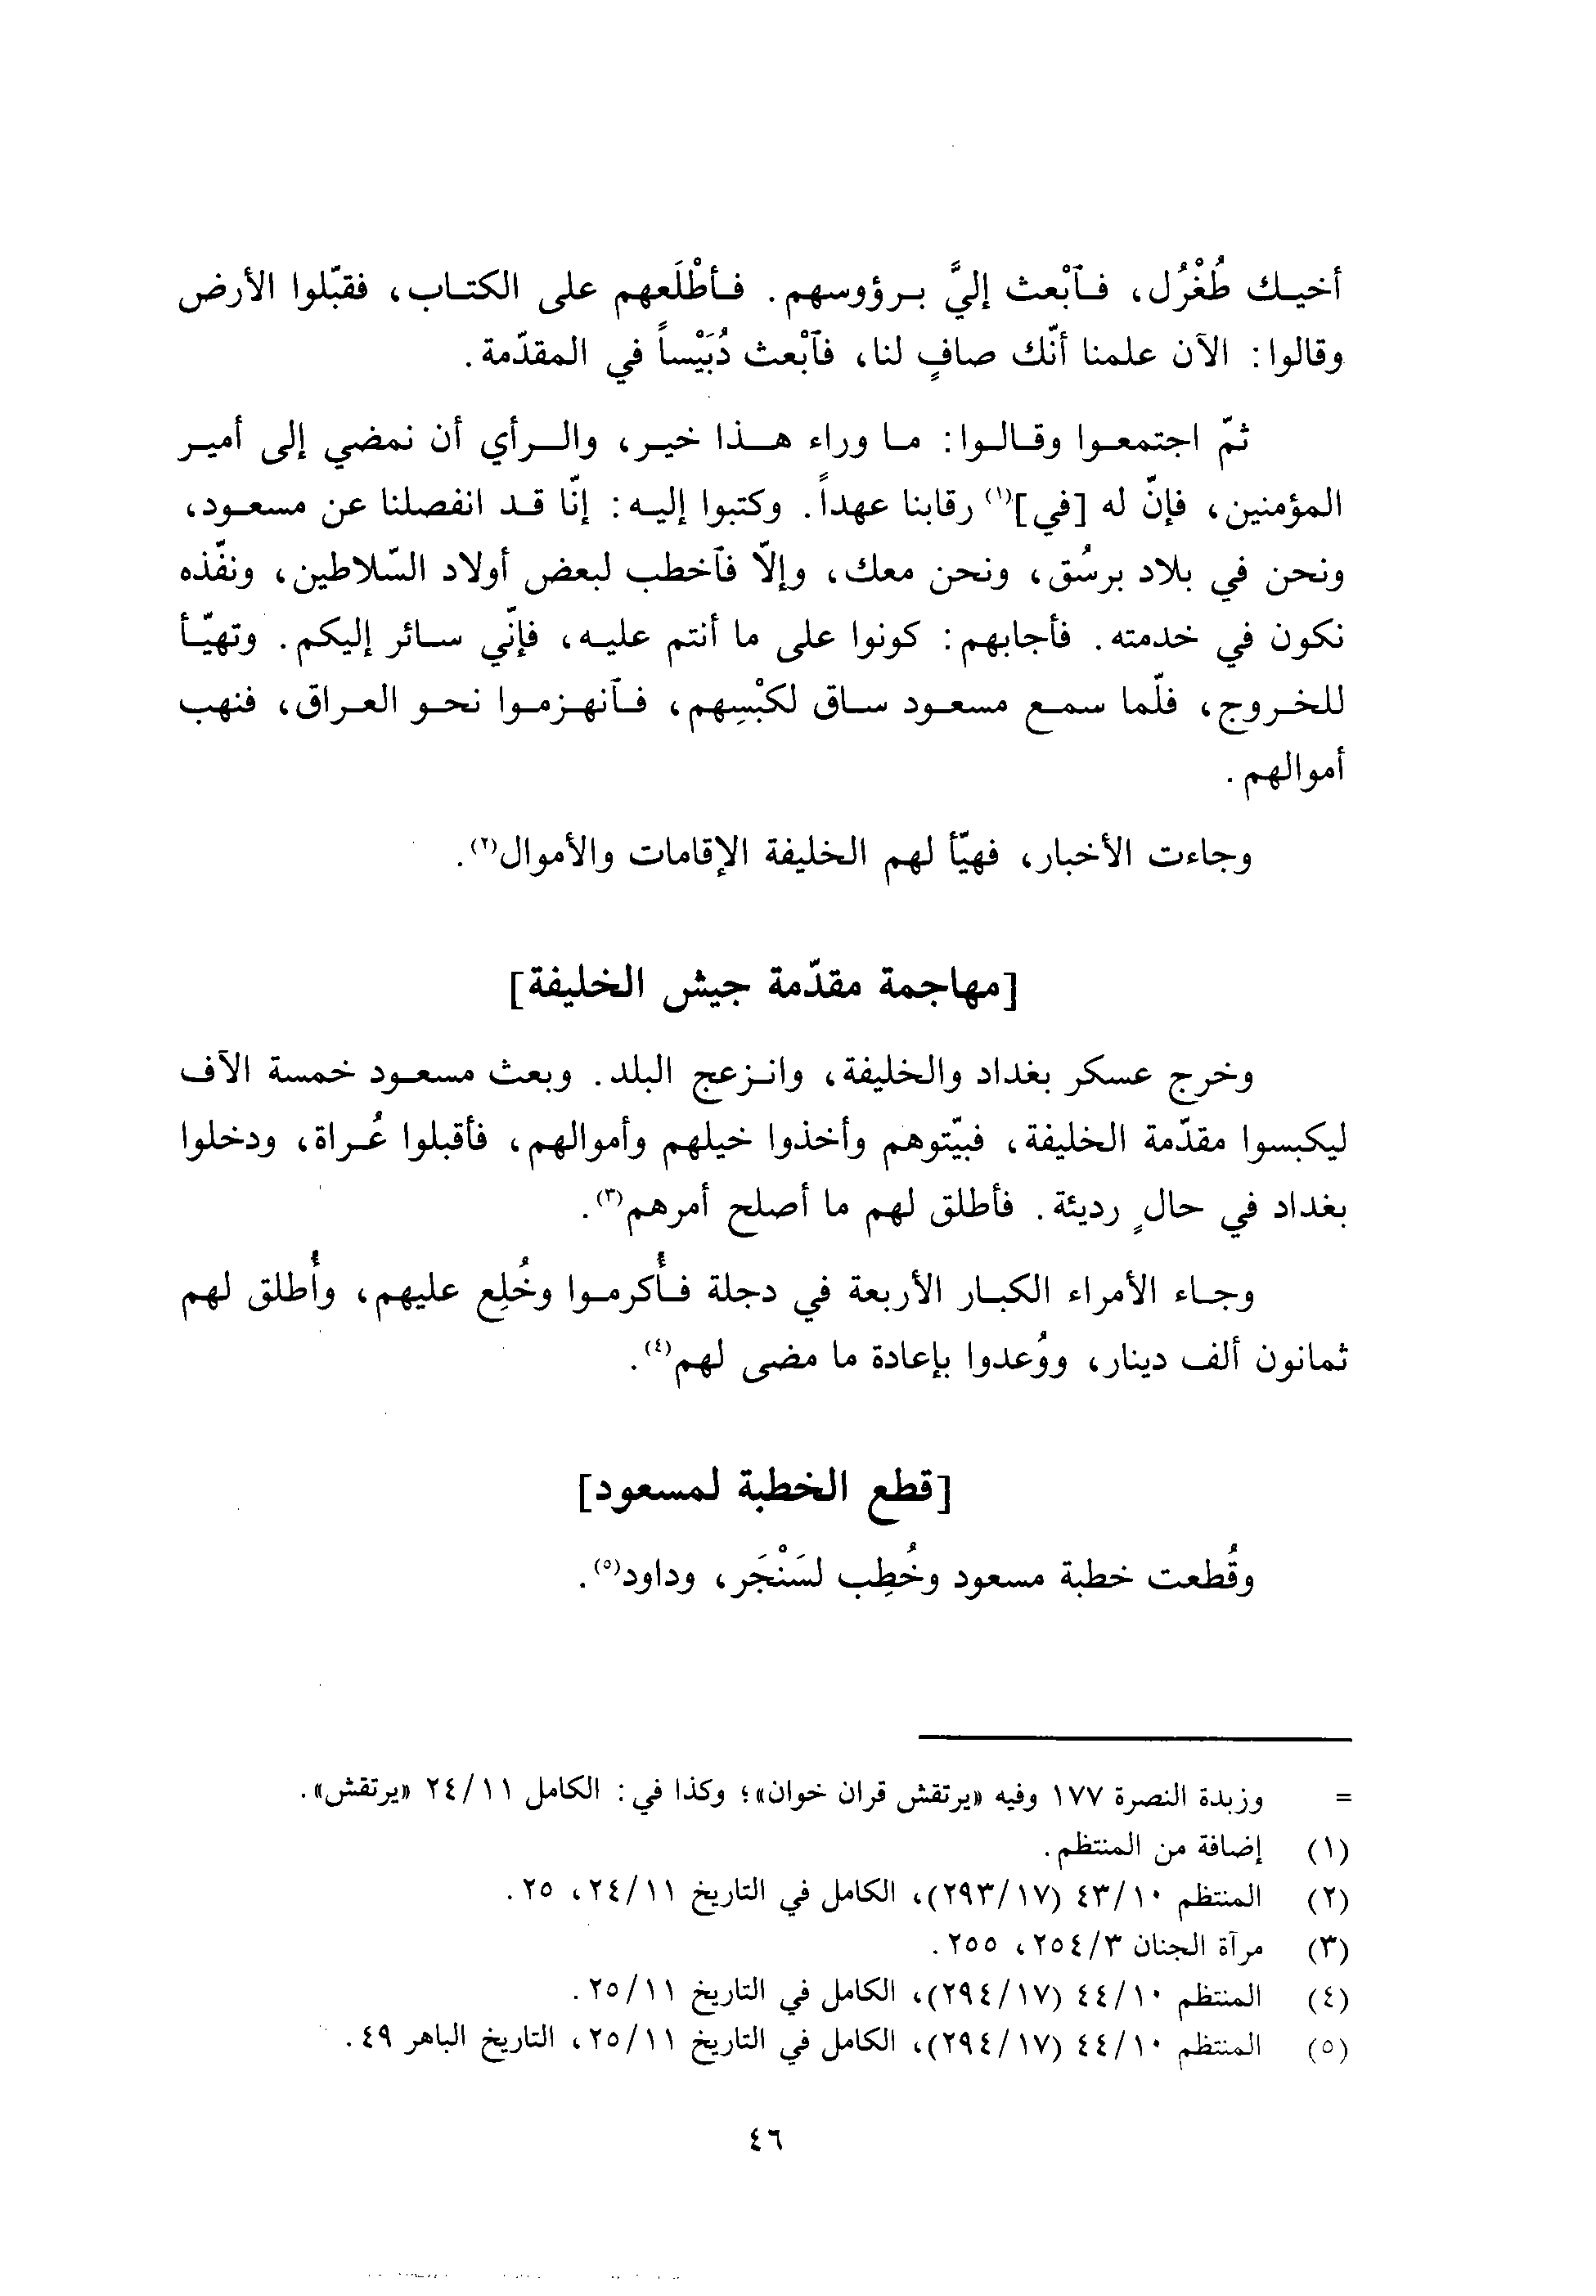 أخيك طُغْرُل، فٱبْعث إليَّ برؤوسهم. فأطْلَعهم على الكتاب، فقبّلوا الأرض
وقالوا: الآن علمنا أنّك صافٍ لنا، فٱبْعث دُبَيْساً في المقدّمة.
ثمّ اجتمعوا وقالوا: ما وراء هذا خير، والرأي أن نمضي إلى أمير
المؤمنين، فإنّ له [في](١) رقابنا عهداً. وكتبوا إليه: إنّا قد انفصلنا عن مسعود،
ونحن في بلاد برسُق، ونحن معك، وإلّا فٱخطب لبعض أولاد السّلاطين، ونفّذه
نكون في خدمته. فأجابهم: كونوا على ما أنتم عليه، فإنّي سائر إليكم. وتهيّأ
للخروج، فلّما سمع مسعود ساق لكبْسِهم، فٱنهزموا نحو العراق، فنهب
أموالهم.
وجاءت الأخبار، فهيّأ لهم الخليفة الإقامات والأموال(٢).
[مهاجمة مقدّمة جيش الخليفة]
وخرج عسكر بغداد والخليفة، وانزعج البلد. وبعث مسعود خمسة الآف
ليكبسوا مقدّمة الخليفة، فبيّتوهم وأخذوا خيلهم وأموالهم، فأقبلوا عُراة، ودخلوا
بغداد في حالٍ رديئة. فأطلق لهم ما أصلح أمرهم(٣).
وجاء الأمراء الكبار الأربعة في دجلة فأُكرموا وخُلِع عليهم، وأُطلق لهم
ثمانون ألف دينار، ووُعدوا بإعادة ما مضى لهم(٤).
[قطع الخطبة لمسعود]
وقُطعت خطبة مسعود وخُطِب لسَنْجَر، وداود(٥).
= وزبدة النصرة ١٧٧ وفيه «يرتقش قران خوان»؛ وكذا في: الكامل ٢٤/١١ «يرتقش».
(١) إضافة من المنتظم.
(٢) المنتظم ٤٣/١٠ (٢٩٣/١٧)، الكامل في التاريخ ٢٤/١١، ٢٥.
(٣) مرآة الجنان ٢٥٤/٣، ٢٥٥.
(٤) المنتظم ٤٤/١٠ (٢٩٤/١٧)، الكامل في التاريخ ٢٥/١١.
(٥) المنتظم ٤٤/١٠ (٢٩٤/١٧)، الكامل في التاريخ ٢٥/١١، التاريخ الباهر ٤٩.
٤٦